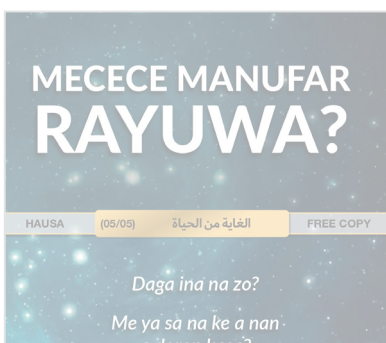 MECECE MANUFAR
RAYUWA?
HAUSA (05/05) الغاية من الحياة FREE COPY
Daga ina na zo?
Me ya sa na ke a nan